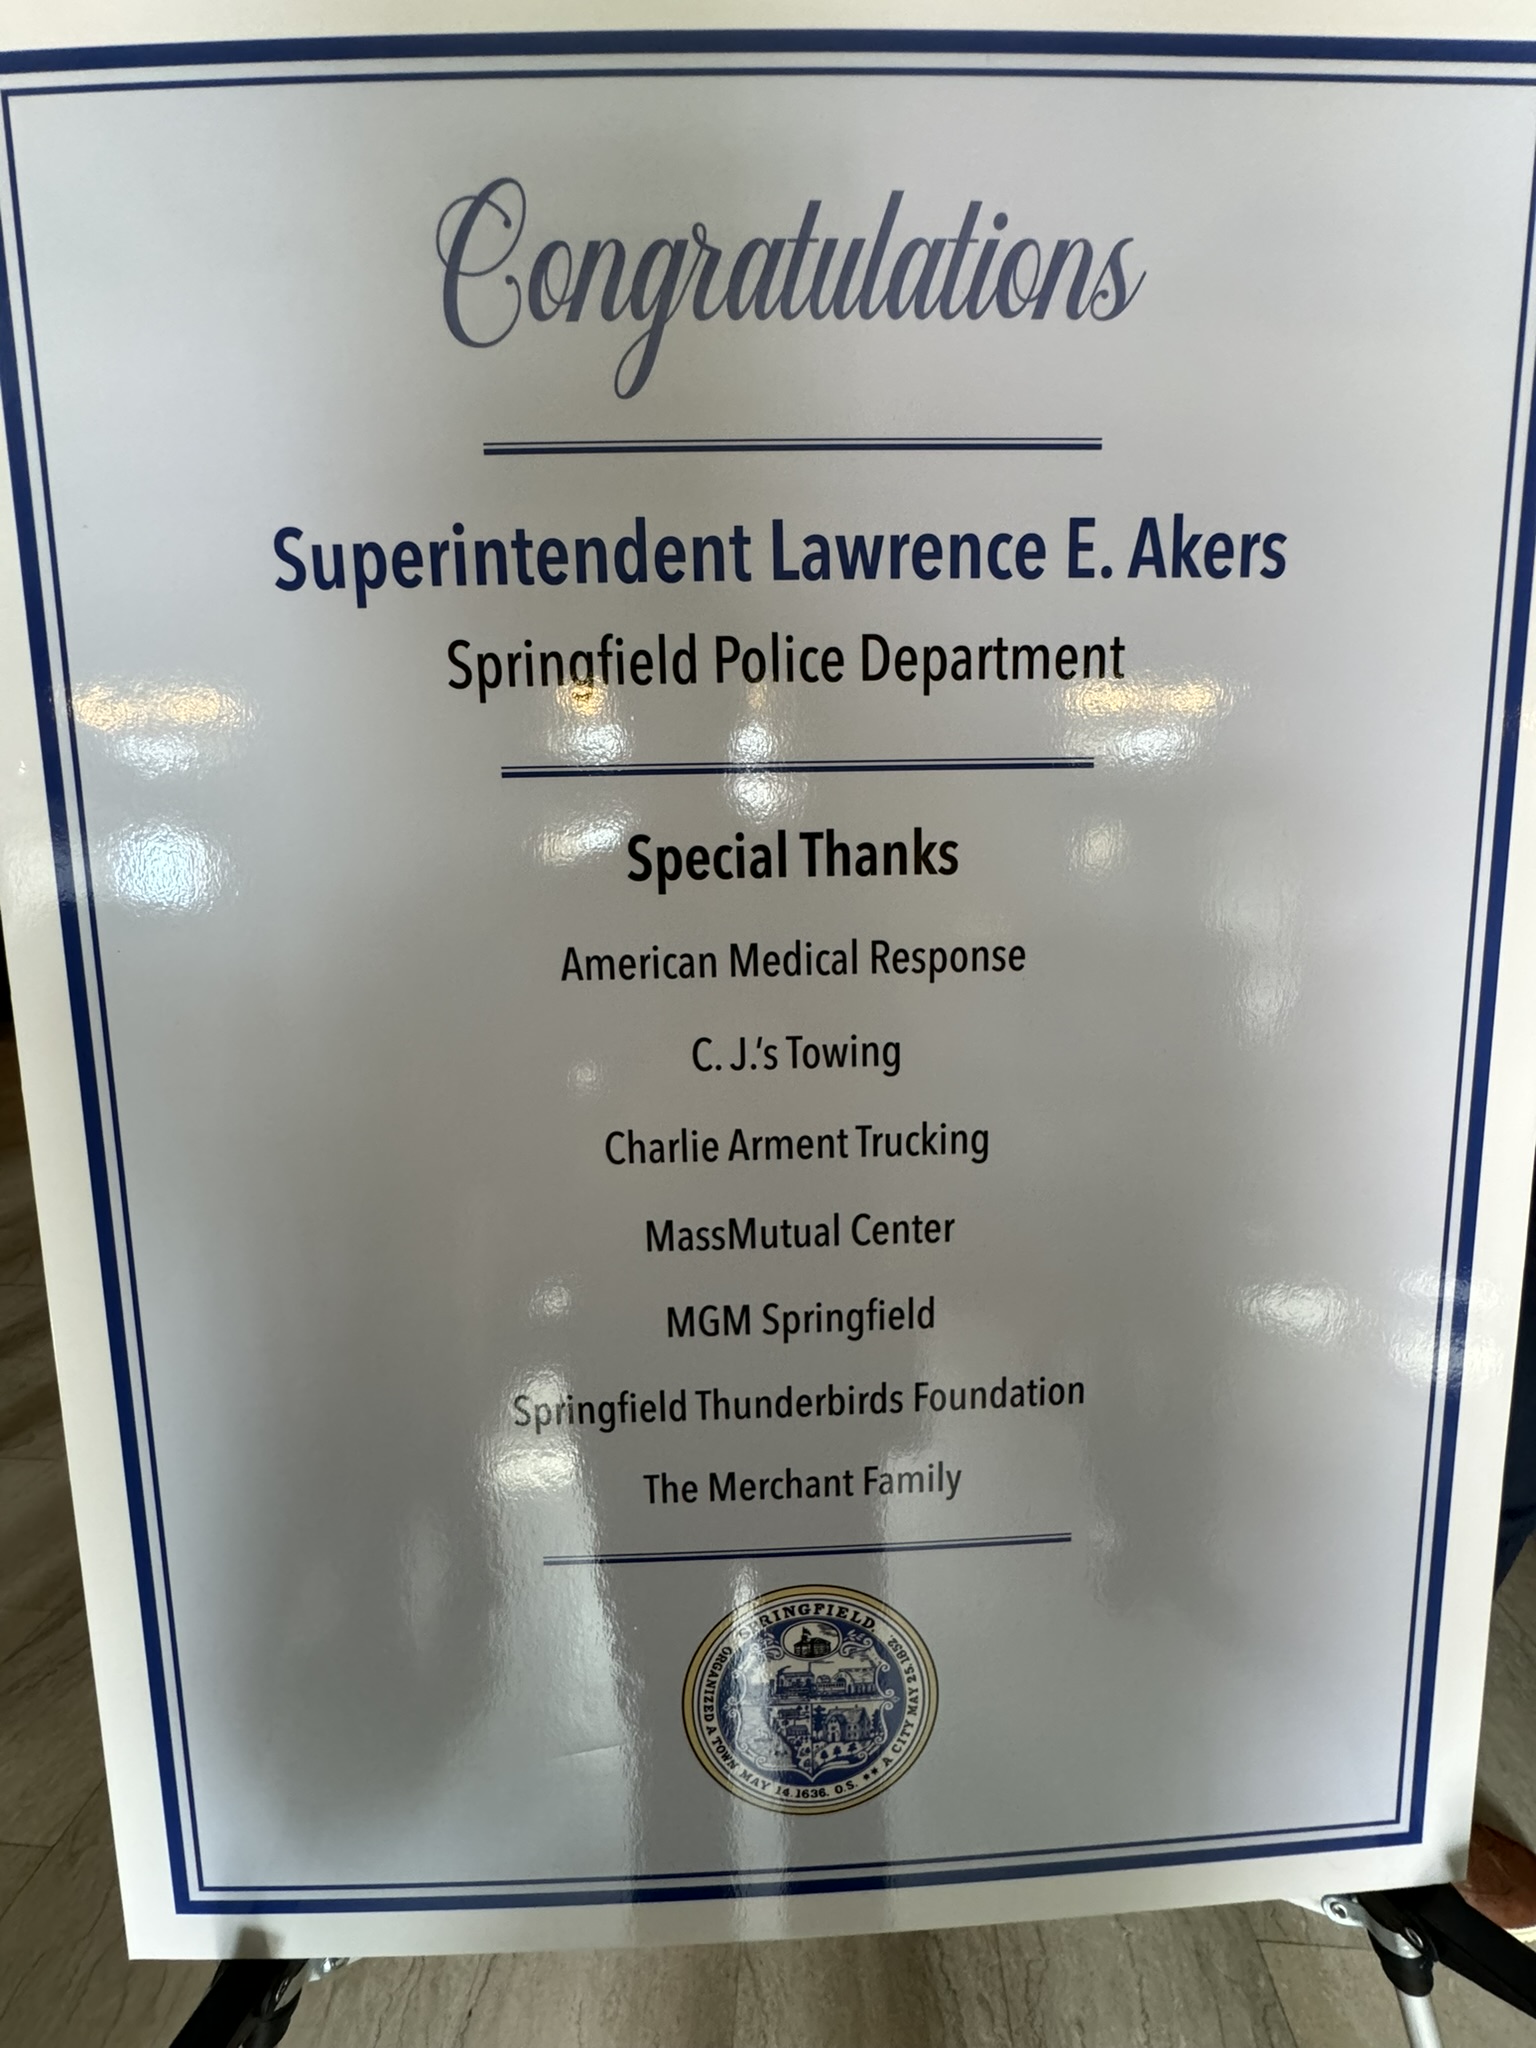 Congratulations
Superintendent Lawrence E. Akers
Springfield Police Department
Special Thanks
American Medical Response
C. J.'s Towing
Charlie Arment Trucking
MassMutual Center
MGM Springfield
Springfield Thunderbirds Foundation
The Merchant Family
SPRINGFIELD.
ORGANIZED A TOWN MAY 14.1636. O.S. ** A CITY MAY 25.1852.